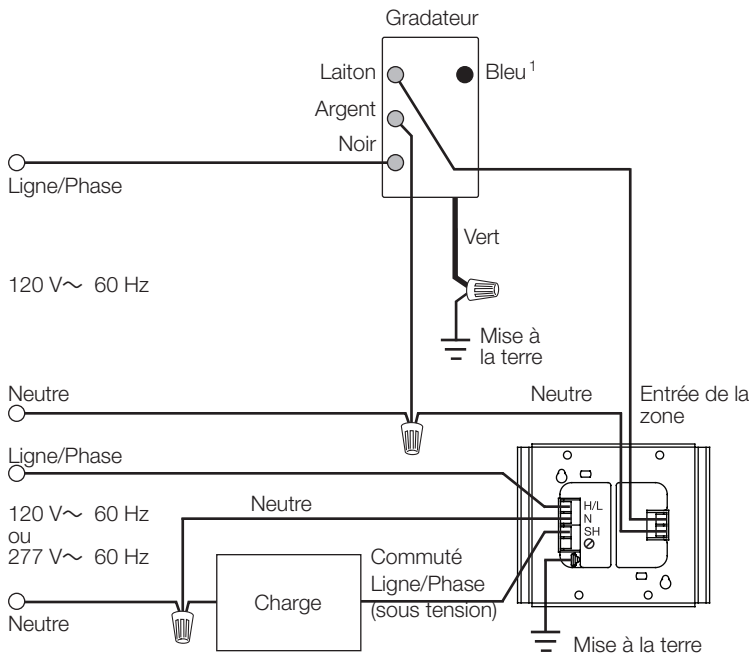 Gradateur
Laiton
Bleu 1
Argent
Noir
Ligne/Phase
Vert
120 V～ 60 Hz
Mise à
la terre
Neutre
Neutre
Entrée de la
zone
Ligne/Phase
H/L
N
SH
120 V～ 60 Hz
ou
277 V～ 60 Hz
Neutre
Commuté
Ligne/Phase
(sous tension)
Charge
Neutre
Mise à la terre